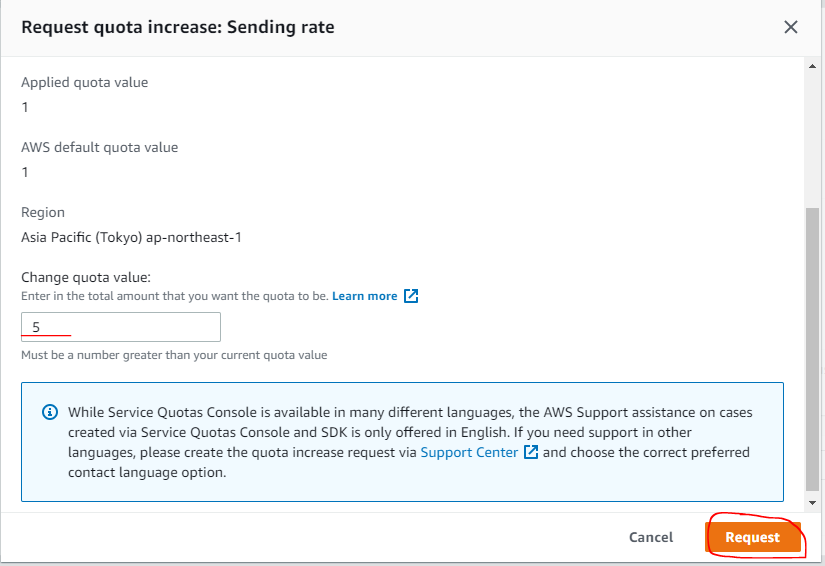 Request quota increase: Sending rate
Applied quota value
1
AWS default quota value
1
Region
Asia Pacific (Tokyo) ap-northeast-1
Change quota value:
Enter in the total amount that you want the quota to be. Learn more
5
Must be a number greater than your current quota value
While Service Quotas Console is available in many different languages, the AWS Support assistance on cases
created via Service Quotas Console and SDK is only offered in English. If you need support in other
languages, please create the quota increase request via Support Center and choose the correct preferred
contact language option.
Cancel
Request